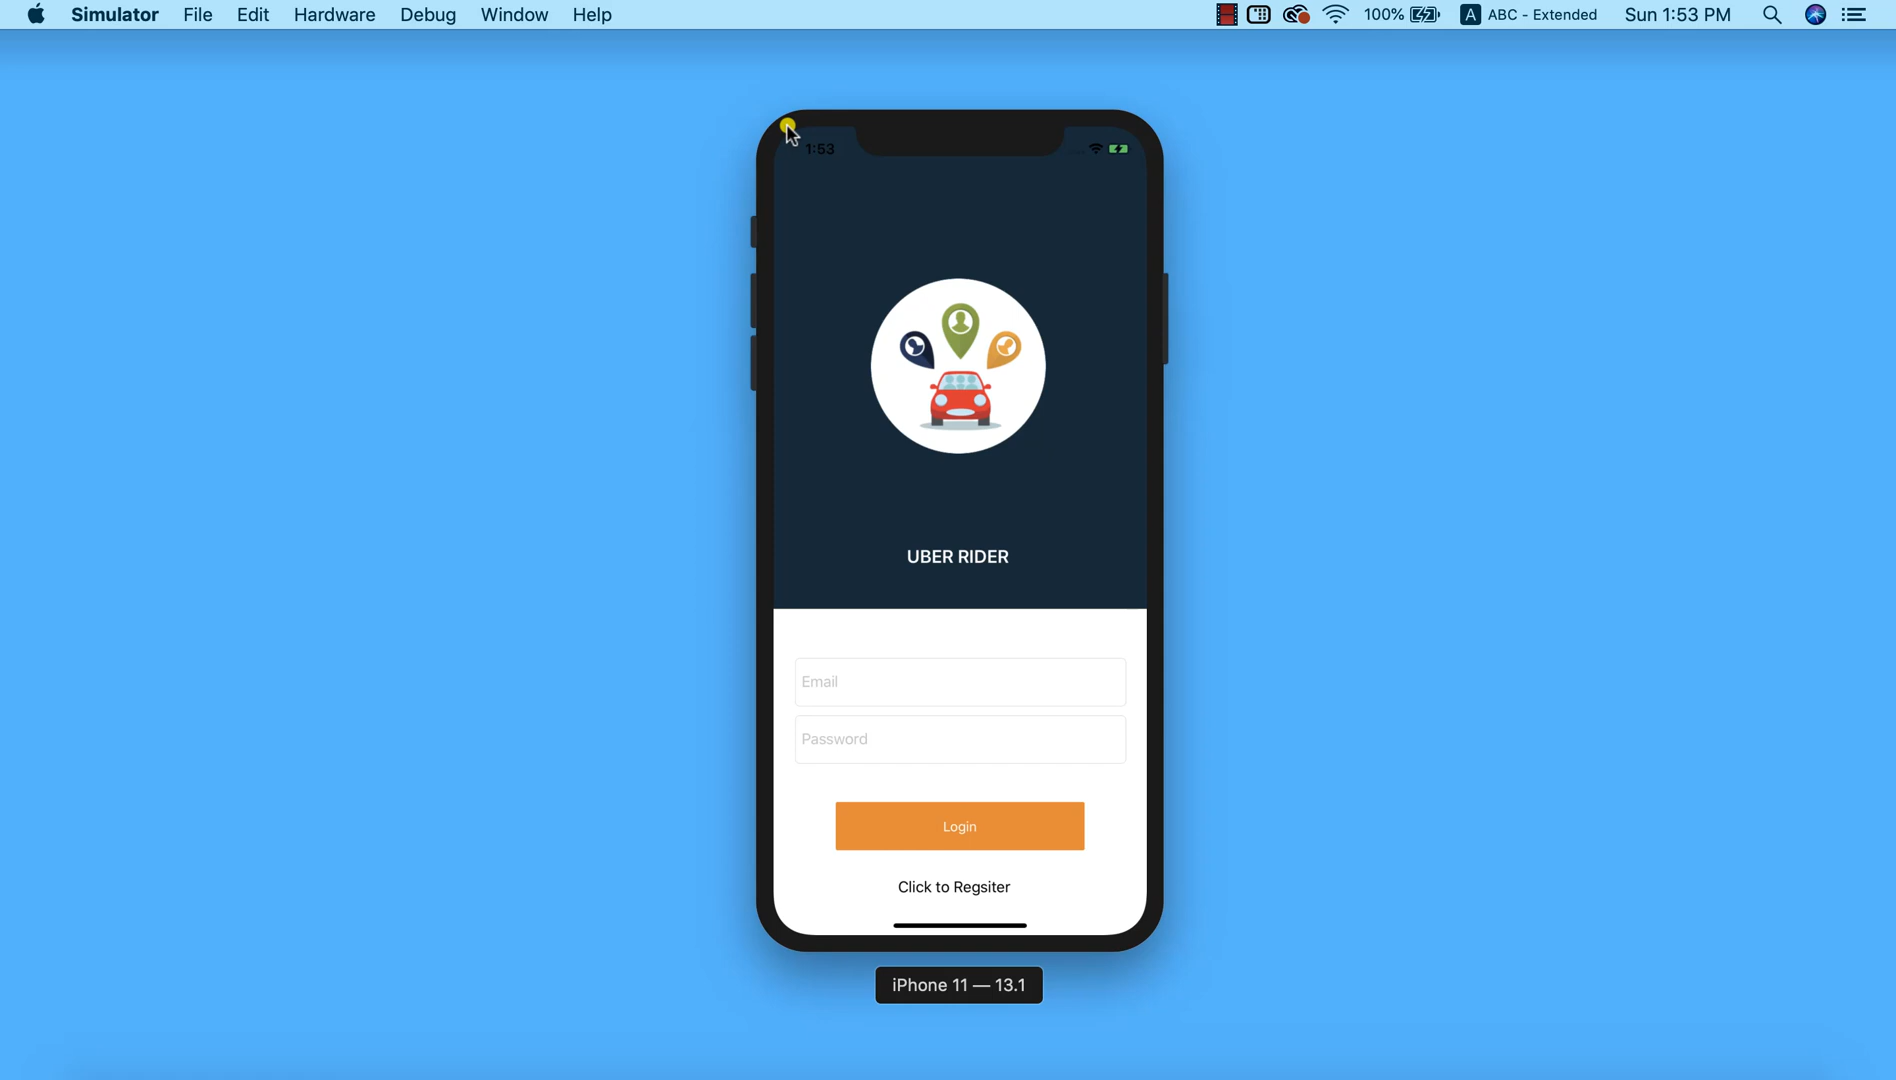 Simulator File Edit Hardware Debug Window Help 100% A ABC - Extended Sun 1:53 PM
1:53
UBER RIDER
Email
Password
Login
Click to Regsiter
iPhone 11 — 13.1